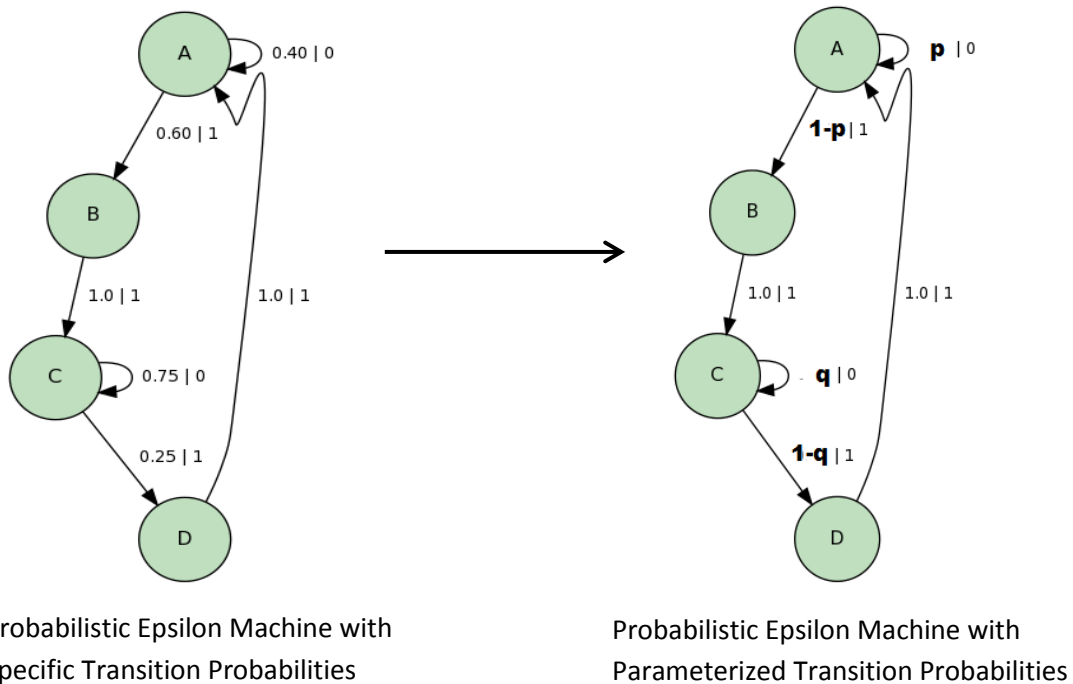 A
0.40 | 0
0.60 | 1
B
1.0 | 1
1.0 | 1
C
0.75 | 0
0.25 | 1
D
A
p | 0
1-p | 1
B
1.0 | 1
1.0 | 1
C
q | 0
1-q | 1
D
robabilistic Epsilon Machine with
pecific Transition Probabilities
Probabilistic Epsilon Machine with
Parameterized Transition Probabilities